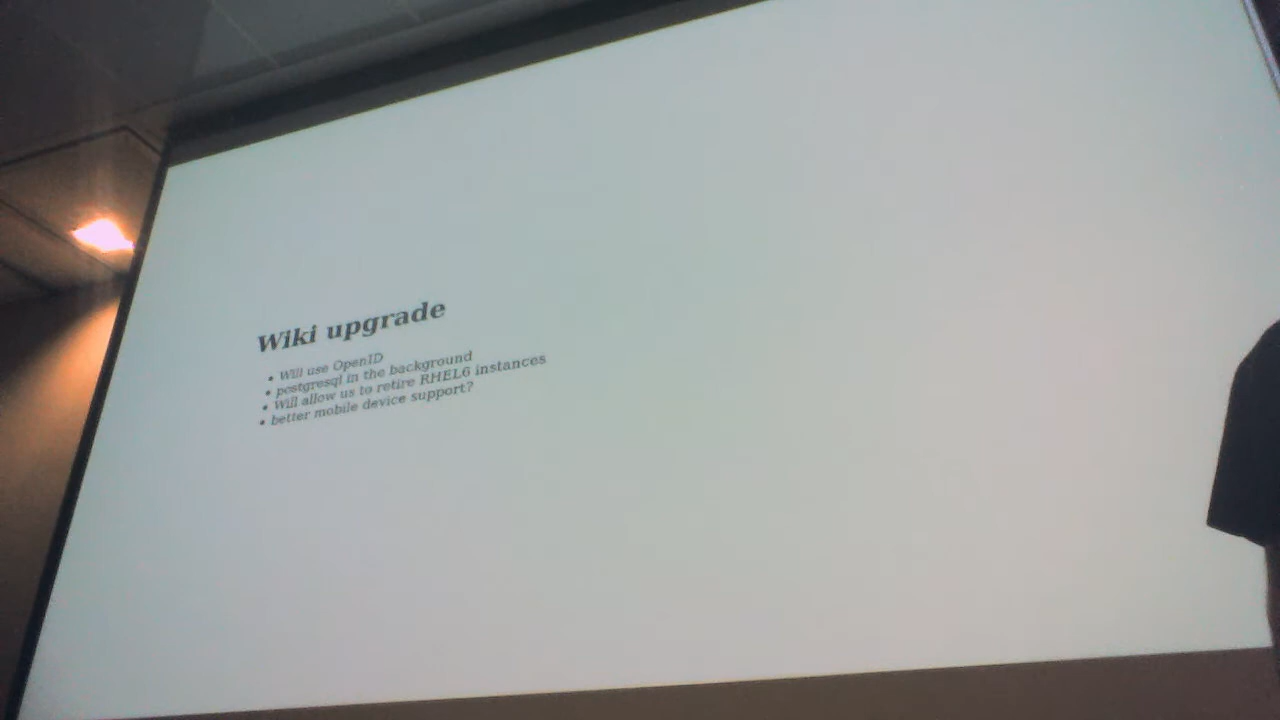 Wiki upgrade
• Will use OpenID
• postgresql in the background
• Will allow us to retire RHEL6 instances
• better mobile device support?